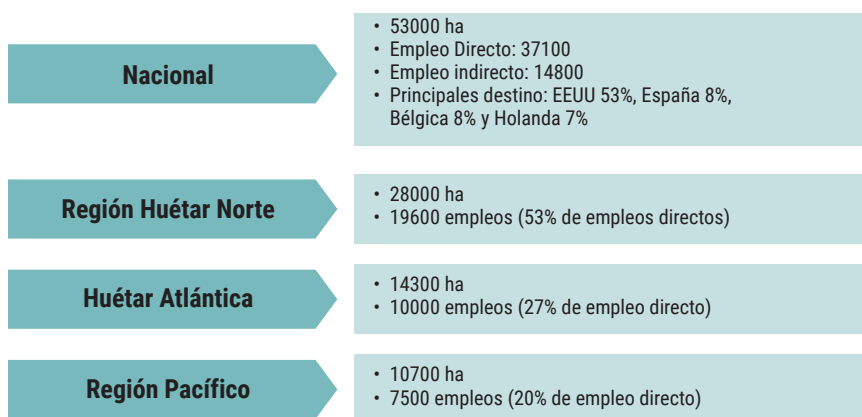 Nacional
• 53000 ha
• Empleo Directo: 37100
• Empleo indirecto: 14800
• Principales destino: EEUU 53%, España 8%,
Bélgica 8% y Holanda 7%
Región Huétar Norte
• 28000 ha
• 19600 empleos (53% de empleos directos)
Huétar Atlántica
• 14300 ha
• 10000 empleos (27% de empleo directo)
Región Pacífico
• 10700 ha
• 7500 empleos (20% de empleo directo)